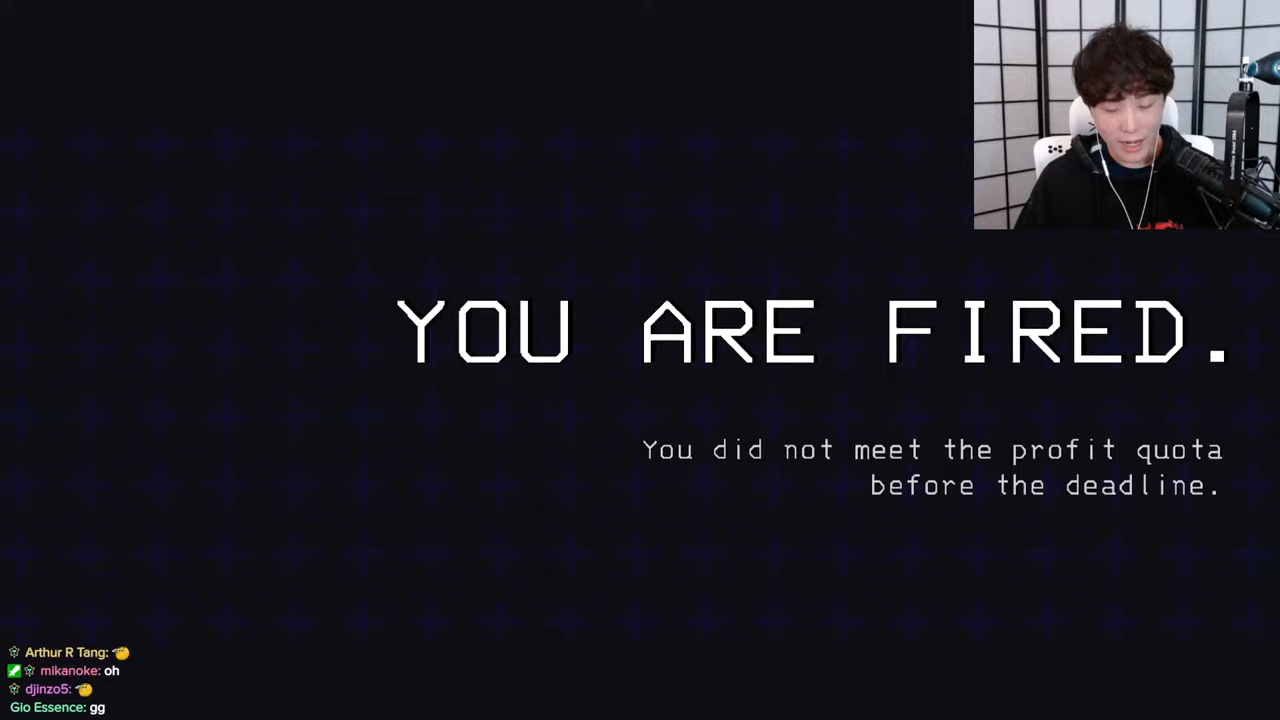 YOU ARE FIRED.
You did not meet the profit quota
before the deadline.
Arthur R Tang:
mikanoke: oh
djinzo5:
Gio Essence: gg